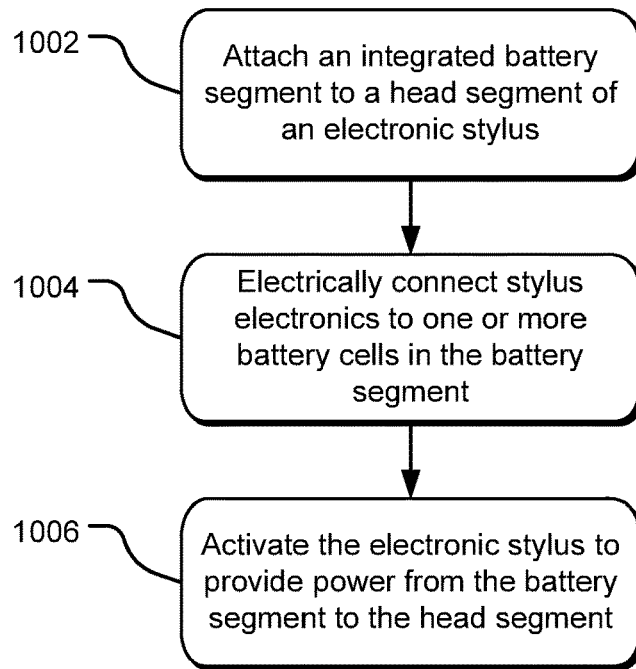 1002
Attach an integrated battery
segment to a head segment of
an electronic stylus
1004
Electrically connect stylus
electronics to one or more
battery cells in the battery
segment
1006
Activate the electronic stylus to
provide power from the battery
segment to the head segment